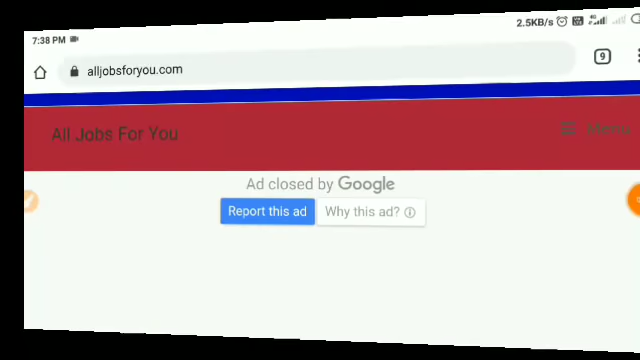 7:38 PM
2.5KB/s
4G
alljobsforyou.com
9
All Jobs For You
Menu
Ad closed by Google
Report this ad
Why this ad?